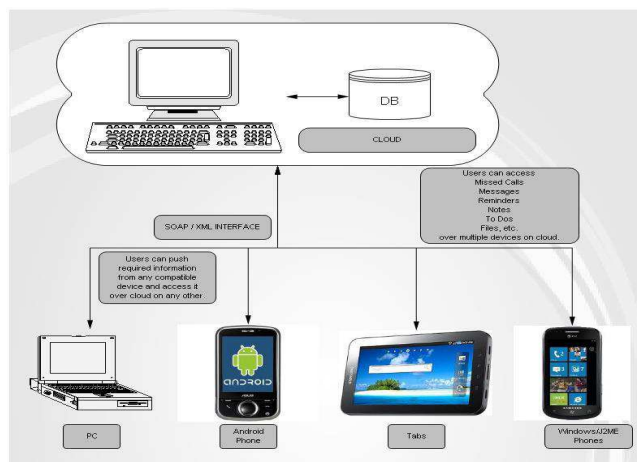 DB
CLOUD
Users can access
Missed Calls
Messages
Reminders
Notes
To Dos
Files, etc.
over multiple devices on cloud.
SOAP / XML INTERFACE
Users can push
required information
from any compatible
device and access it
over cloud on any other.
ANDROID
ASUS
SAMSUNG
PC
Android
Phone
Tabs
Windows/J2ME
Phones